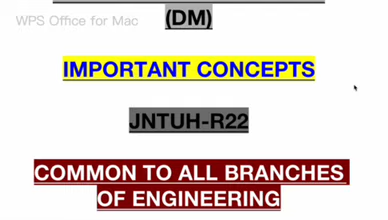 WPS Office for Mac
(DM)
IMPORTANT CONCEPTS
JNTUH-R22
COMMON TO ALL BRANCHES
OF ENGINEERING